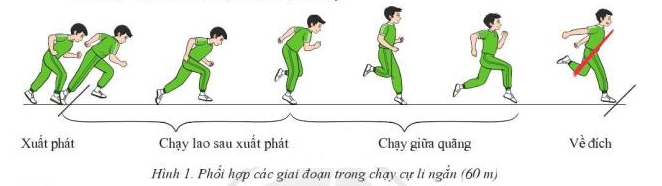 Xuất phát
Chạy lao sau xuất phát
Chạy giữa quãng
Về đích
Hình 1. Phối hợp các giai đoạn trong chạy cự li ngắn (60 m)